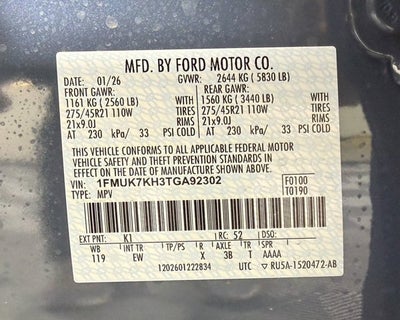 MFD. BY FORD MOTOR CO.
DATE: 01/26 GVWR: 2644 KG ( 5830 LB)
FRONT GAWR: REAR GAWR:
1161 KG ( 2560 LB) WITH 1560 KG ( 3440 LB) WITH
275/45R21 110W TIRES 275/45R21 110W TIRES
21x9.0J RIMS 21x9.0J RIMS
AT 230 kPa/ 33 PSI COLD AT 230 kPa/ 33 PSI COLD
THIS VEHICLE CONFORMS TO ALL APPLICABLE FEDERAL MOTOR
VEHICLE SAFETY AND THEFT PREVENTION STANDARDS IN
EFFECT ON THE DATE OF MANUFACTURE SHOWN ABOVE.
VIN: 1FMUK7KH3TGA92302 F0100
TYPE: MPV T0190
EXT PNT: K1 RC: 52 DSO:
WB INT TR TP/PS R AXLE TR SPR
119 EW X 3B T AAAA
1202601222834 UTC ▽ RU5A-1520472-AB